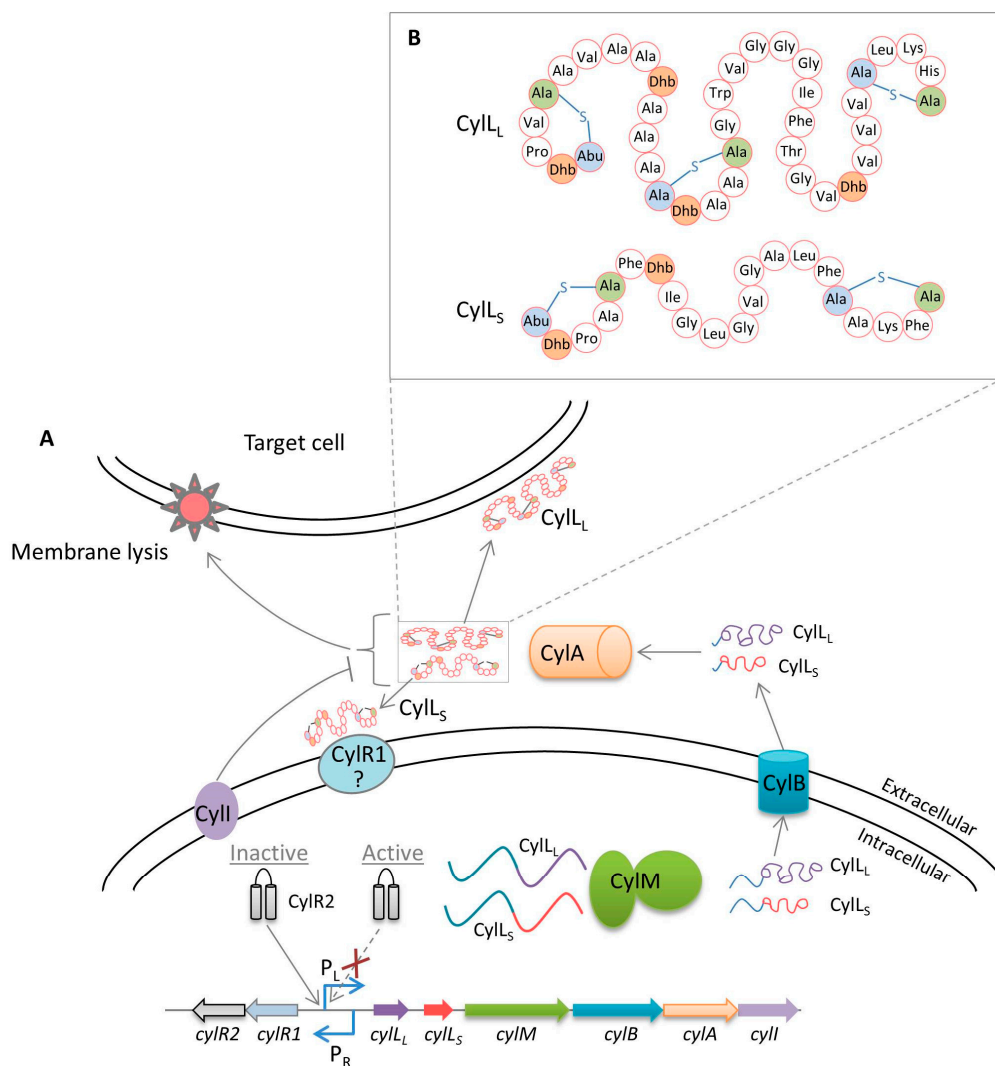 B
CylL_L
Abu
Dhb
Pro
Val
Ala
S
Ala
Val
Ala
Ala
Dhb
Ala
Ala
Ala
Ala
S
Dhb
Ala
Ala
Ala
Gly
Trp
Val
Gly
Gly
Gly
Ile
Phe
Thr
Gly
Val
Dhb
Val
Val
Val
Ala
S
Leu
Lys
His
Ala
CylL_S
Abu
S
Dhb
Pro
Ala
Ala
Phe
Dhb
Ile
Gly
Leu
Gly
Val
Gly
Ala
Leu
Phe
Ala
S
Ala
Lys
Phe
Ala
A
Target cell
Membrane lysis
CylL_L
CylA
CylL_L
CylL_S
CylL_S
CylR1
?
CylI
CylB
Extracellular
Intracellular
Inactive
Active
CylR2
CylL_L
CylL_S
CylM
CylL_L
CylL_S
P_L
P_R
cylR2
cylR1
cylL_L
cylL_S
cylM
cylB
cylA
cylI